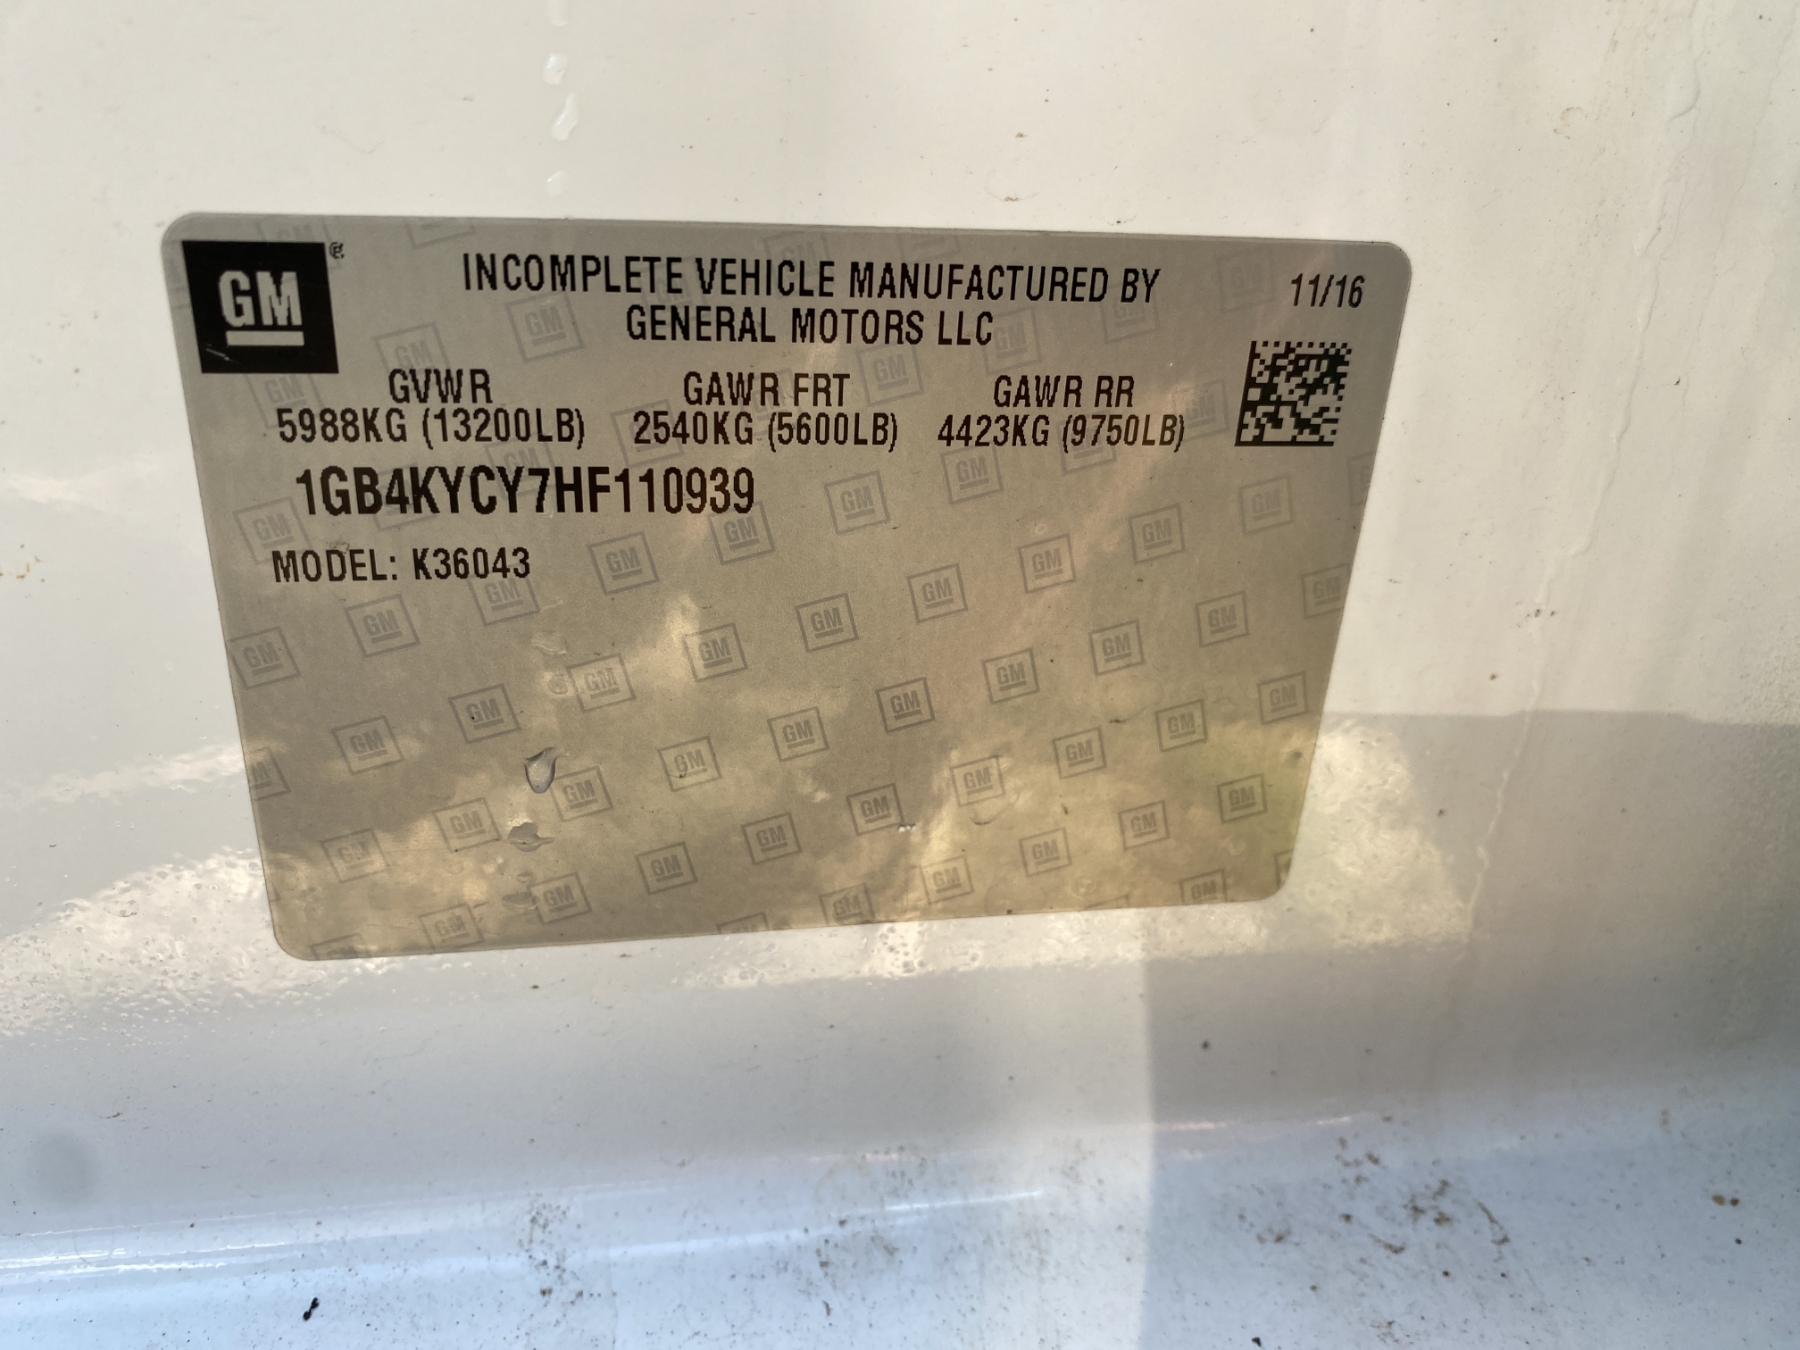 GM ®
INCOMPLETE VEHICLE MANUFACTURED BY
GENERAL MOTORS LLC
11/16
GVWR GAWR FRT GAWR RR
5988KG (13200LB) 2540KG (5600LB) 4423KG (9750LB)
1GB4KYCY7HF110939
MODEL: K36043